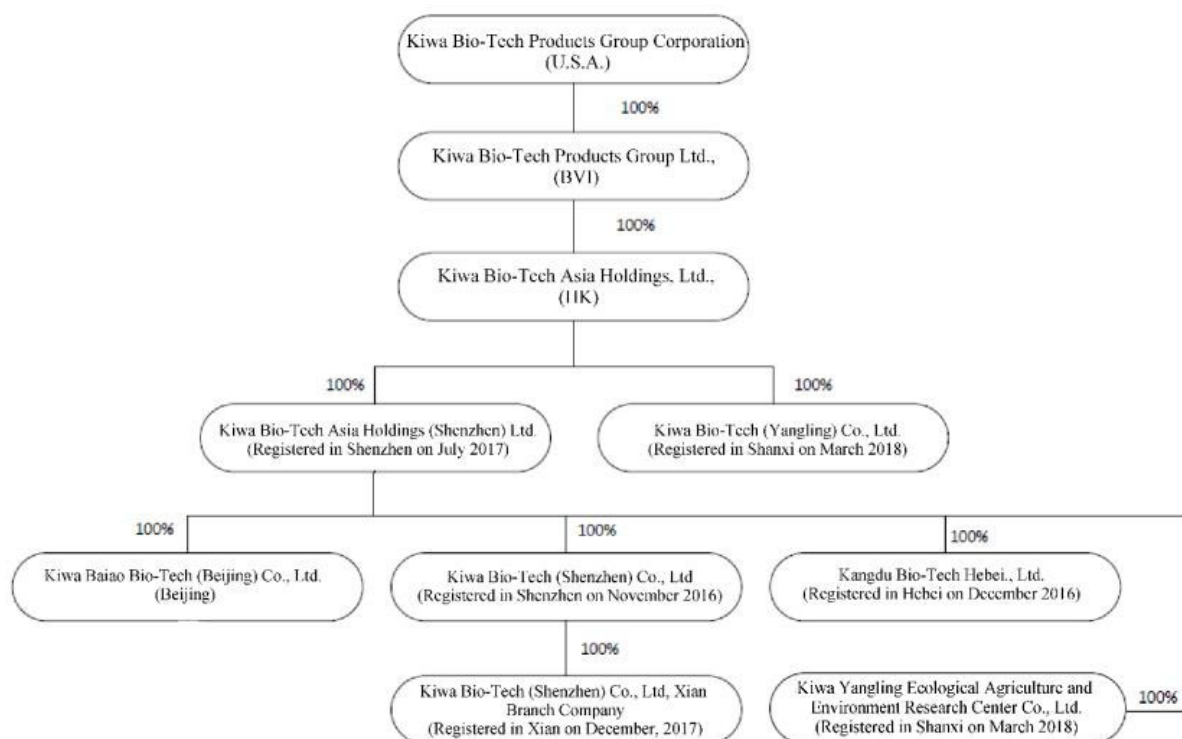 Kiwa Bio-Tech Products Group Corporation
(U.S.A.)
100%
Kiwa Bio-Tech Products Group Ltd.,
(BVI)
100%
Kiwa Bio-Tech Asia Holdings, Ltd.,
(HK)
100%
100%
Kiwa Bio-Tech Asia Holdings (Shenzhen) Ltd.
(Registered in Shenzhen on July 2017)
Kiwa Bio-Tech (Yangling) Co., Ltd.
(Registered in Shanxi on March 2018)
100%
100%
100%
Kiwa Baiao Bio-Tech (Beijing) Co., Ltd.
(Beijing)
Kiwa Bio-Tech (Shenzhen) Co., Ltd
(Registered in Shenzhen on November 2016)
Kangdu Bio-Tech Hebei., Ltd.
(Registered in Hebei on December 2016)
100%
Kiwa Bio-Tech (Shenzhen) Co., Ltd, Xian
Branch Company
(Registered in Xian on December, 2017)
Kiwa Yangling Ecological Agriculture and
Environment Research Center Co., Ltd.
(Registered in Shanxi on March 2018)
100%